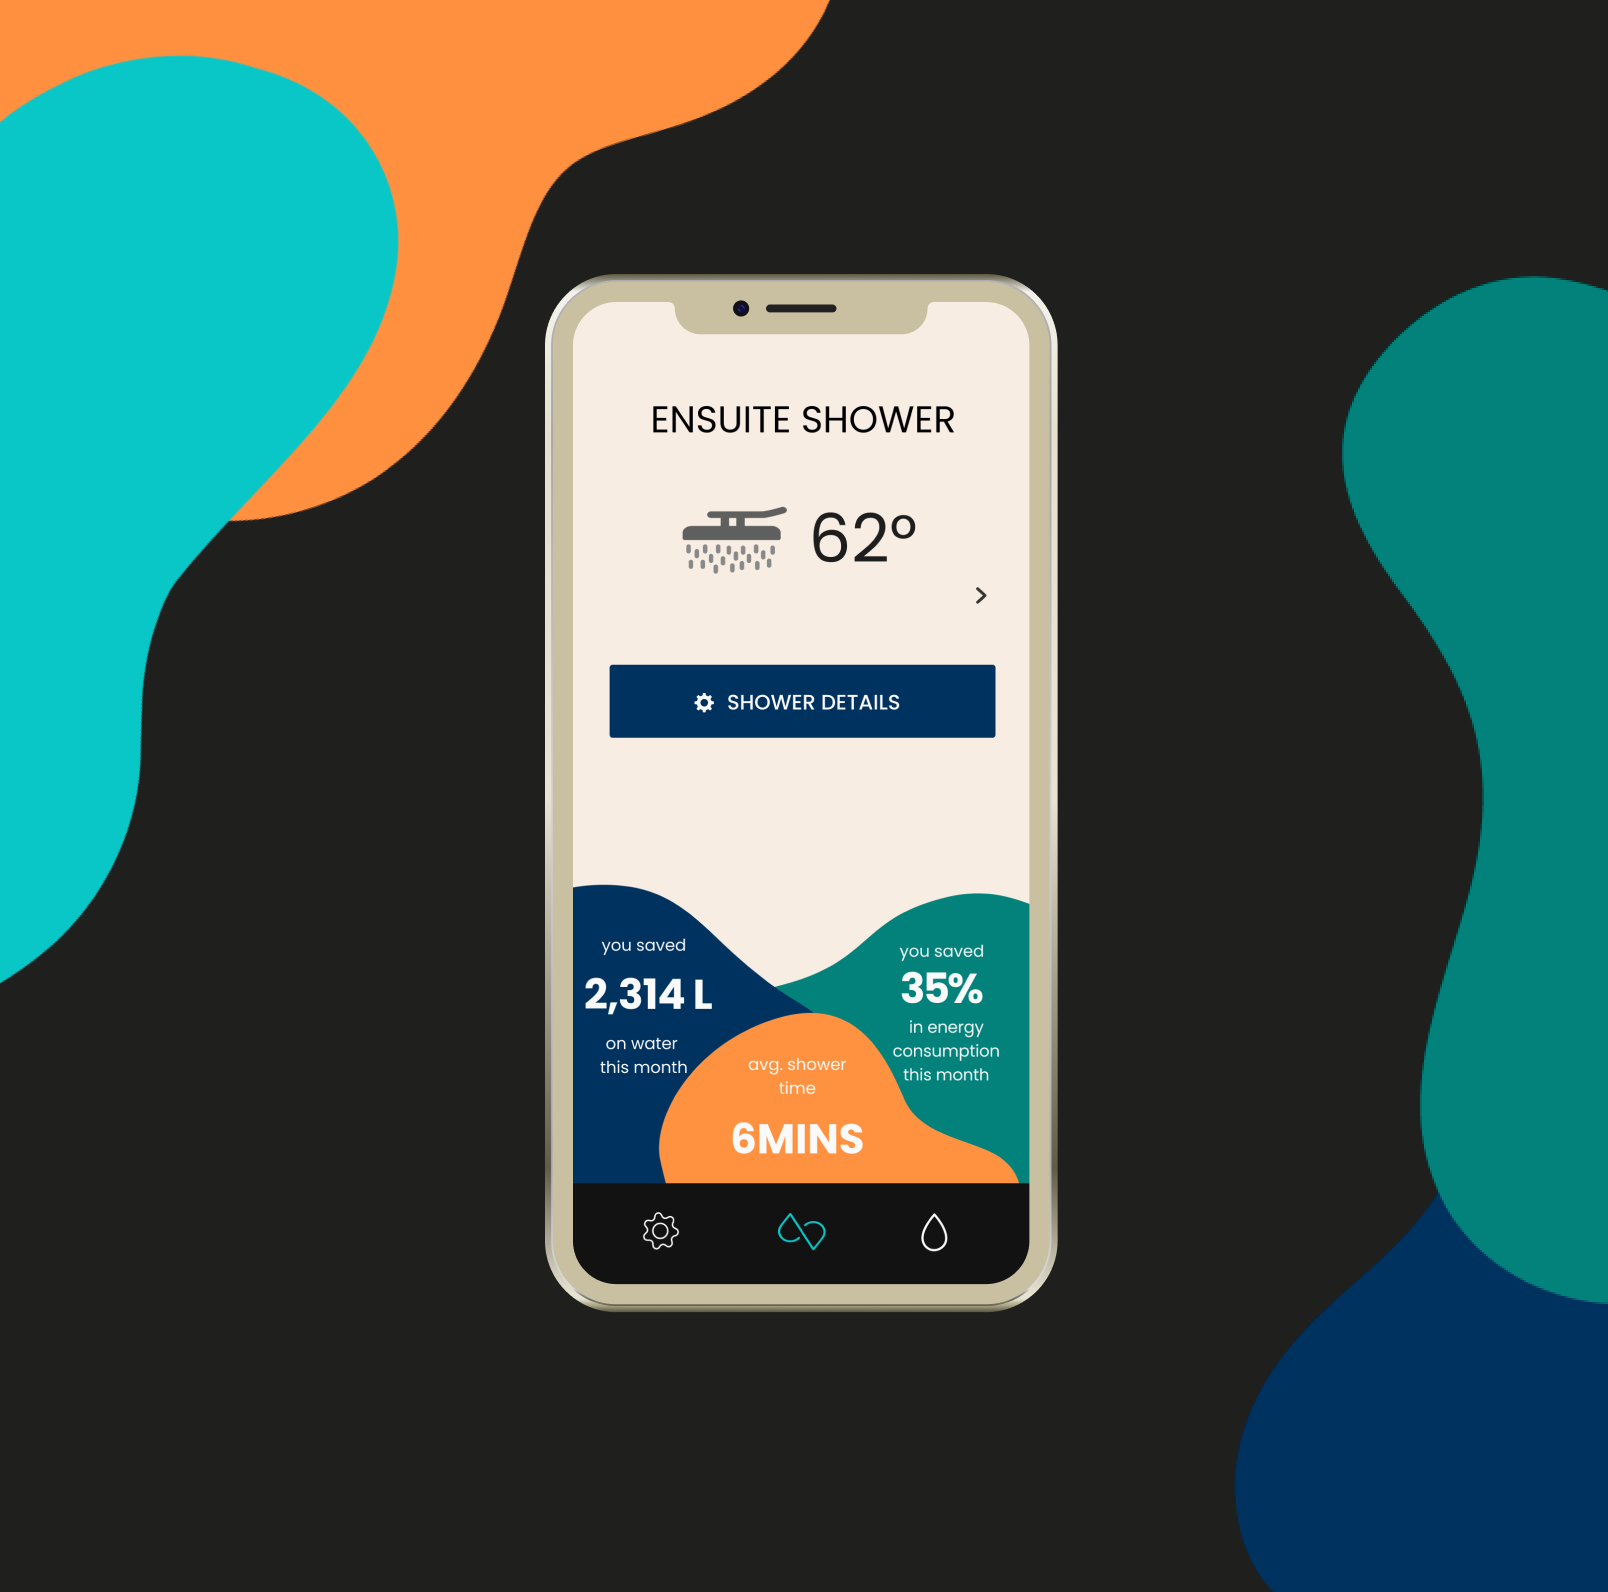 ENSUITE SHOWER
62º
SHOWER DETAILS
you saved
2,314 L
on water
this month
you saved
35%
in energy
consumption
this month
avg. shower
time
6MINS